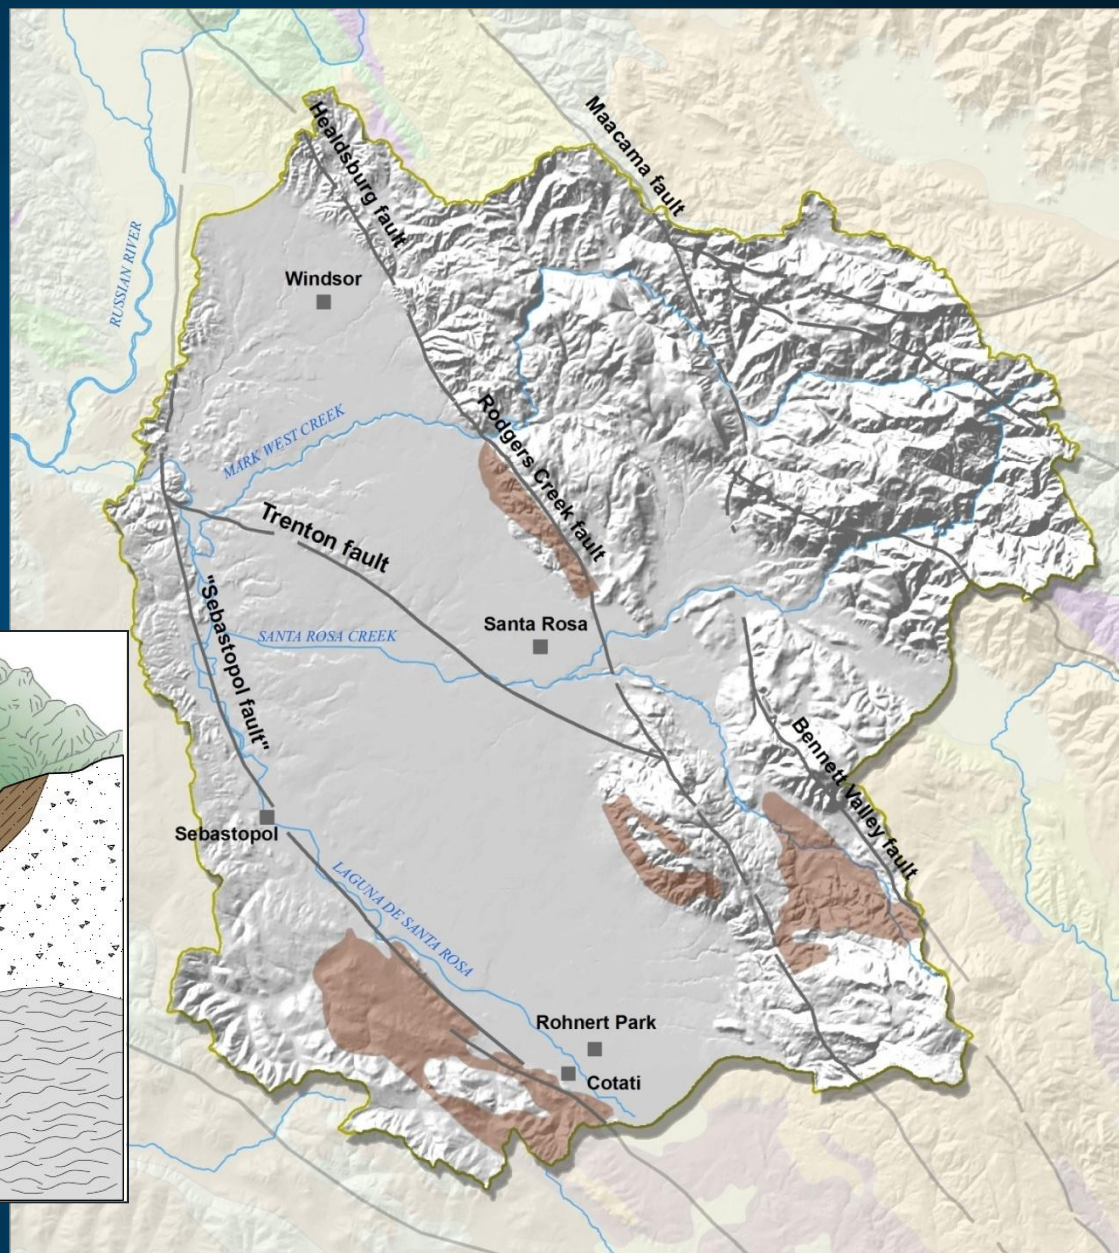 Healdsburg fault
Maacama fault
RUSSIAN RIVER
Windsor
MARK WEST CREEK
Rodgers Creek fault
Trenton fault
"Sebastopol fault"
SANTA ROSA CREEK
Santa Rosa
Bennett Valley fault
Sebastopol
LAGUNA DE SANTA ROSA
Rohnert Park
Cotati